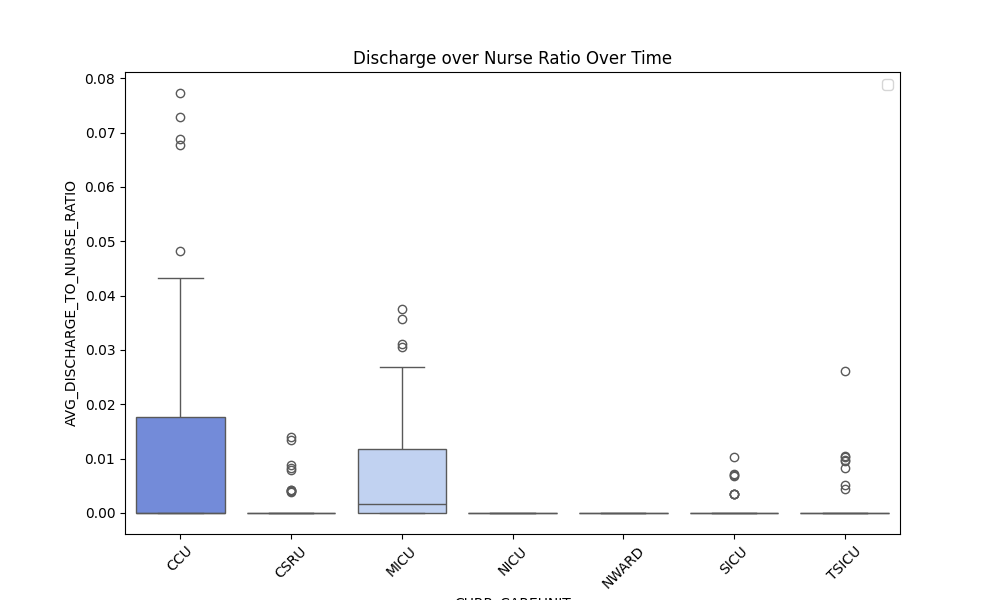 Discharge over Nurse Ratio Over Time
AVG_DISCHARGE_TO_NURSE_RATIO
0.08
0.07
0.06
0.05
0.04
0.03
0.02
0.01
0.00
CCU
CSRU
MICU
NICU
NWARD
SICU
TSICU
CURR_CAREUNIT